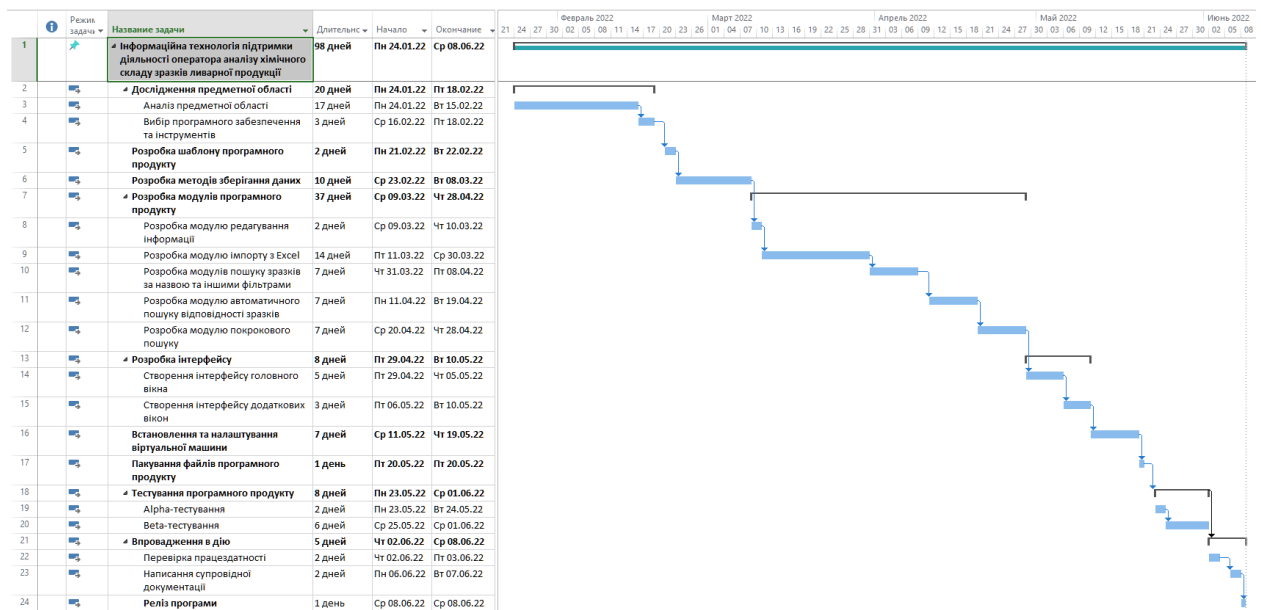 Режим задачи Название задачи Длительнс Начало Окончание
Февраль 2022 Март 2022 Апрель 2022 Май 2022 Июнь 2022
21 24 27 30 02 05 08 11 14 17 20 23 26 01 04 07 10 13 16 19 22 25 28 31 03 06 09 12 15 18 21 24 27 30 03 06 09 12 15 18 21 24 27 30 02 05 08
1 Інформаційна технологія підтримки 98 дней Пн 24.01.22 Ср 08.06.22
діяльності оператора аналізу хімічного
складу зразків ливарної продукції
2 Дослідження предметної області 20 дней Пн 24.01.22 Пт 18.02.22
3 Аналіз предметної області 17 дней Пн 24.01.22 Вт 15.02.22
4 Вибір програмного забезпечення 3 дней Ср 16.02.22 Пт 18.02.22
та інструментів
5 Розробка шаблону програмного 2 дней Пн 21.02.22 Вт 22.02.22
продукту
6 Розробка методів зберігання даних 10 дней Ср 23.02.22 Вт 08.03.22
7 Розробка модулів програмного 37 дней Ср 09.03.22 Чт 28.04.22
продукту
8 Розробка модулю редагування 2 дней Ср 09.03.22 Чт 10.03.22
інформації
9 Розробка модулю імпорту з Excel 14 дней Пт 11.03.22 Ср 30.03.22
10 Розробка модулів пошуку зразків 7 дней Чт 31.03.22 Пт 08.04.22
за назвою та іншими фільтрами
11 Розробка модулю автоматичного 7 дней Пн 11.04.22 Вт 19.04.22
пошуку відповідності зразків
12 Розробка модулю покрокового 7 дней Ср 20.04.22 Чт 28.04.22
пошуку
13 Розробка інтерфейсу 8 дней Пт 29.04.22 Вт 10.05.22
14 Створення інтерфейсу головного 5 дней Пт 29.04.22 Чт 05.05.22
вікна
15 Створення інтерфейсу додаткових 3 дней Пт 06.05.22 Вт 10.05.22
вікон
16 Встановлення та налаштування 7 дней Ср 11.05.22 Чт 19.05.22
віртуальної машини
17 Пакування файлів програмного 1 день Пт 20.05.22 Пт 20.05.22
продукту
18 Тестування програмного продукту 8 дней Пн 23.05.22 Ср 01.06.22
19 Alpha-тестування 2 дней Пн 23.05.22 Вт 24.05.22
20 Beta-тестування 6 дней Ср 25.05.22 Ср 01.06.22
21 Впровадження в дію 5 дней Чт 02.06.22 Ср 08.06.22
22 Перевірка працездатності 2 дней Чт 02.06.22 Пт 03.06.22
23 Написання супровідної 2 дней Пн 06.06.22 Вт 07.06.22
документації
24 Реліз програми 1 день Ср 08.06.22 Ср 08.06.22